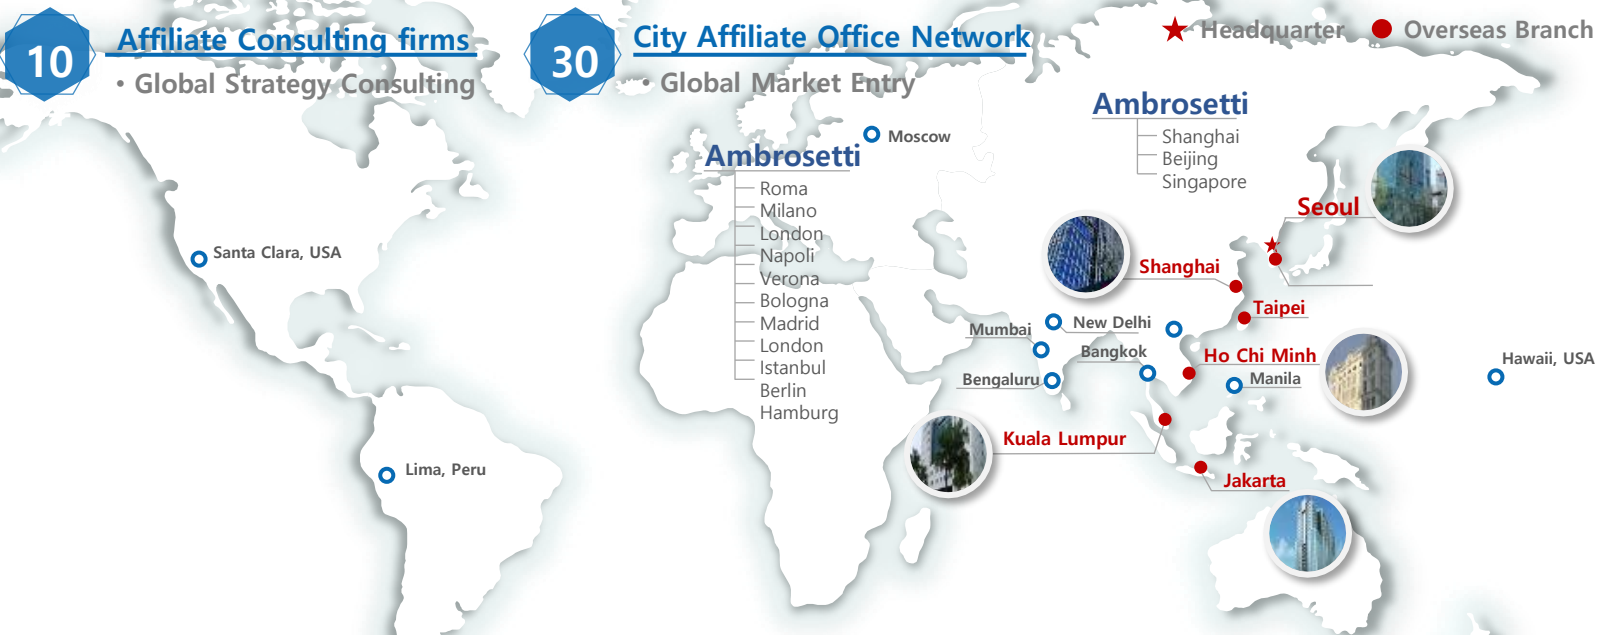 10
Affiliate Consulting firms
• Global Strategy Consulting
30
City Affiliate Office Network
• Global Market Entry
Headquarter
Overseas Branch
Ambrosetti
Shanghai
Beijing
Singapore
Moscow
Ambrosetti
Roma
Milano
London
Napoli
Verona
Bologna
Madrid
London
Istanbul
Berlin
Hamburg
Seoul
Santa Clara, USA
Shanghai
Taipei
Mumbai
New Delhi
Bangkok
Ho Chi Minh
Bengaluru
Manila
Hawaii, USA
Kuala Lumpur
Lima, Peru
Jakarta